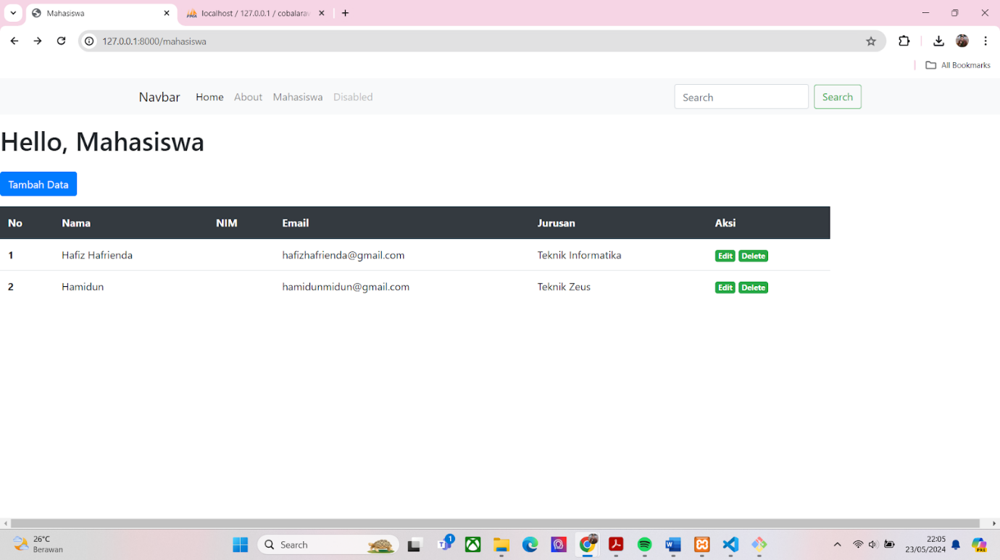 Mahasiswa
localhost / 127.0.0.1 / cobalarav
127.0.0.1:8000/mahasiswa
All Bookmarks
Navbar Home About Mahasiswa Disabled Search Search
Hello, Mahasiswa
Tambah Data
No Nama NIM Email Jurusan Aksi
1 Hafiz Hafrienda hafizhafrienda@gmail.com Teknik Informatika Edit Delete
2 Hamidun hamidunmidun@gmail.com Teknik Zeus Edit Delete
26°C
Berawan
Search
1
22:05
23/05/2024